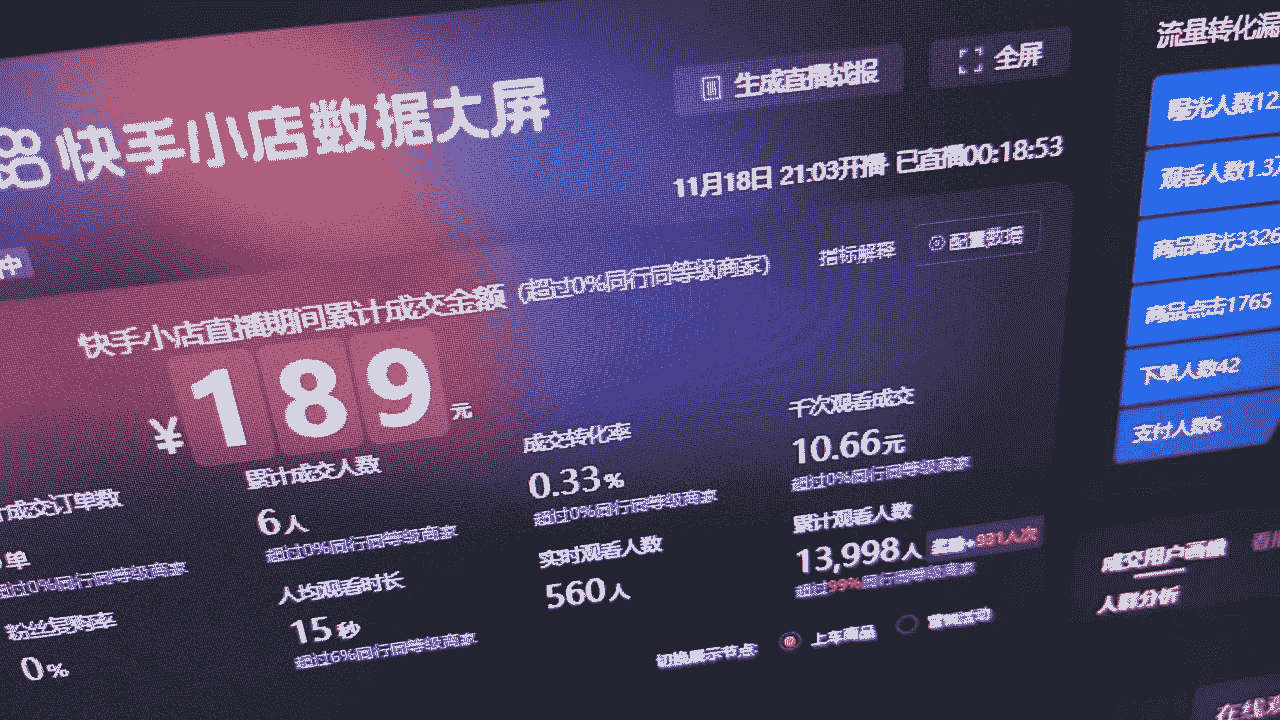 快手小店数据大屏
生成直播战报
全屏
11月18日 21:03开播 已直播00:18:53
中
指标解释
配置数据
快手小店直播期间累计成交金额（超过0%同行同等级商家）
¥189元
成交订单数
单
超过0%同行同等级商家
累计成交人数
6人
超过0%同行同等级商家
成交转化率
0.33%
超过0%同行同等级商家
千次观看成交
10.66元
超过0%同行同等级商家
粉丝复购率
0%
人均观看时长
15秒
超过6%同行同等级商家
实时观看人数
560人
累计观看人数
13,998人
+931人次
超过99%同行同等级商家
切换展示节点
上车商品
营销活动
流量转化漏
曝光人数12
观看人数1.3
商品曝光3326
商品点击1765
下单人数42
支付人数6
成交用户画像
人群分析
在线